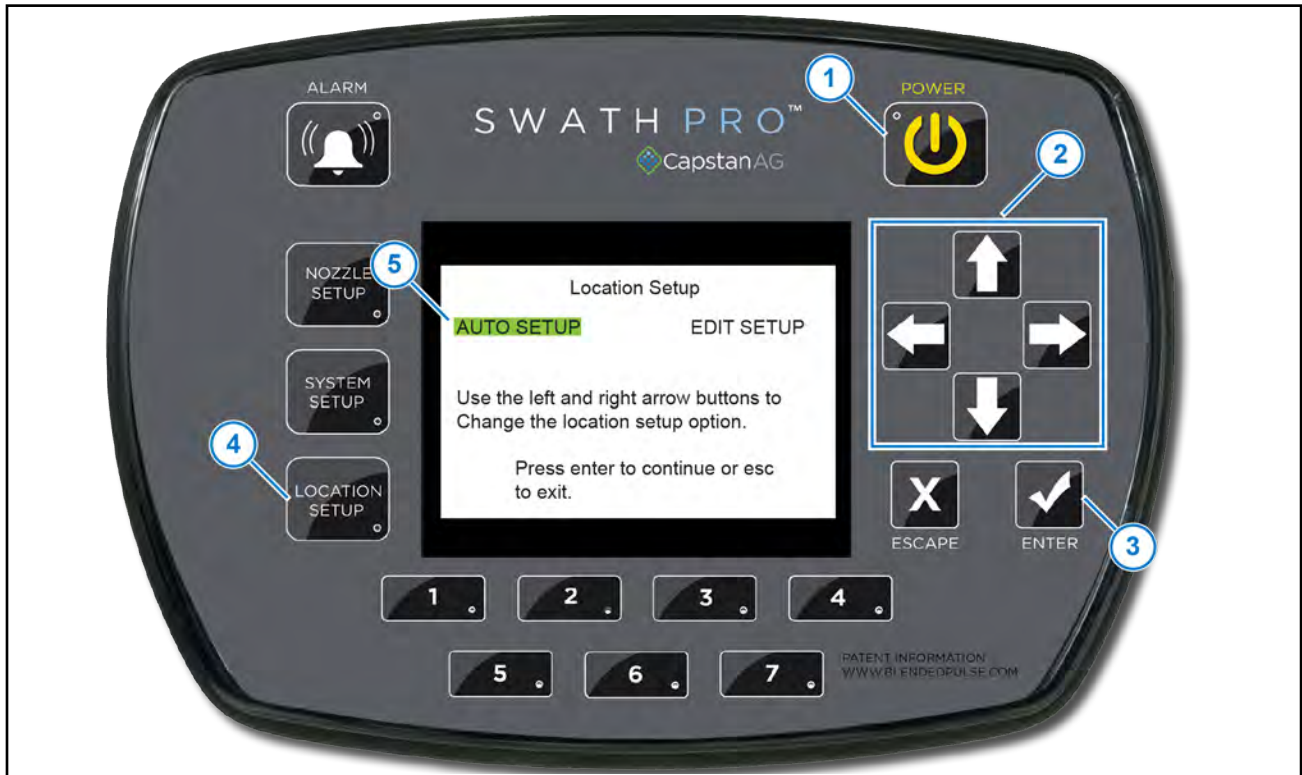 ALARM
SWATH PRO™
CapstanAG
POWER
1
2
NOZZLE
SETUP
5
Location Setup
AUTO SETUP
EDIT SETUP
Use the left and right arrow buttons to
Change the location setup option.
Press enter to continue or esc
to exit.
SYSTEM
SETUP
4
LOCATION
SETUP
X
ESCAPE
ENTER
3
1
2
3
4
5
6
7
PATENT INFORMATION
WWW.BLENDEDPULSE.COM